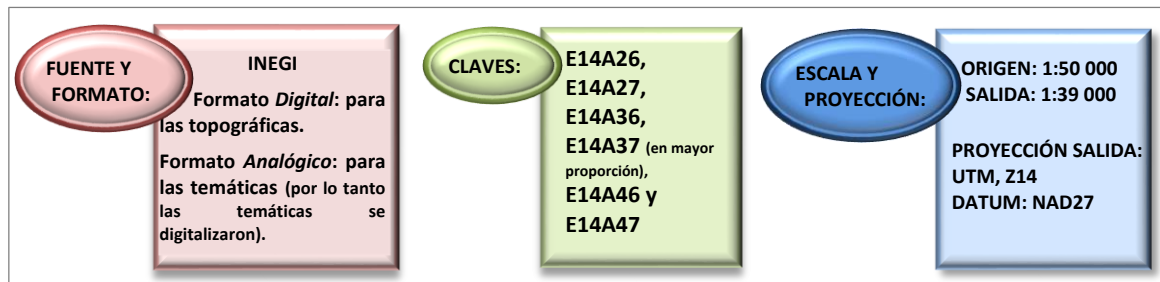 FUENTE Y
FORMATO:
INEGI
Formato Digital: para
las topográficas.
Formato Analógico: para
las temáticas (por lo tanto
las temáticas se
digitalizaron).
CLAVES:
E14A26,
E14A27,
E14A36,
E14A37 (en mayor
proporción),
E14A46 y
E14A47
ESCALA Y
PROYECCIÓN:
ORIGEN: 1:50 000
SALIDA: 1:39 000
PROYECCIÓN SALIDA:
UTM, Z14
DATUM: NAD27